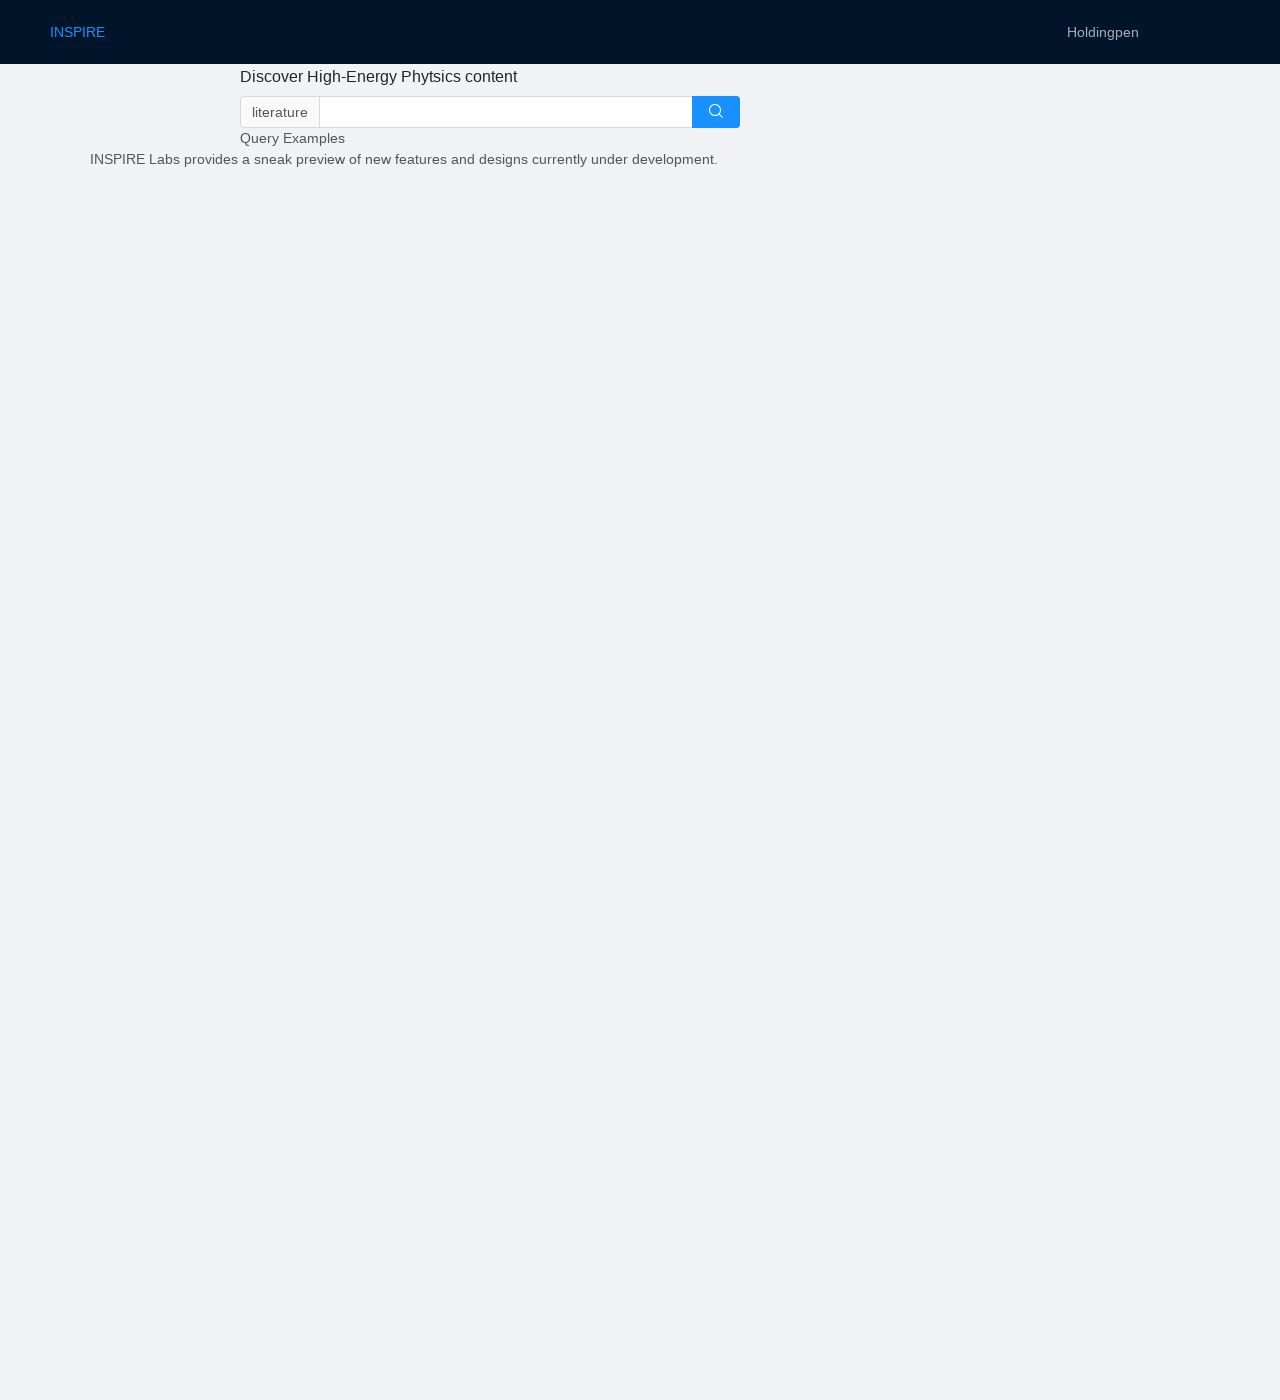 INSPIRE
Holdingpen
Discover High-Energy Phytsics content
literature
Query Examples
INSPIRE Labs provides a sneak preview of new features and designs currently under development.